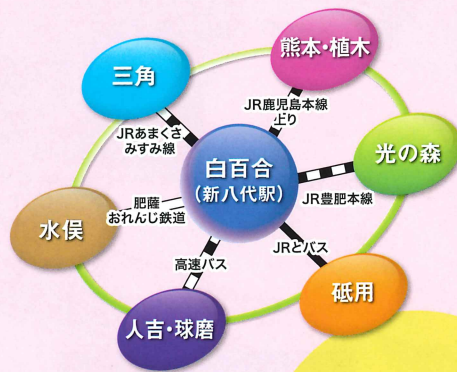 熊本・植木
三角
JR鹿児島本線
上り
JRあまくさ
みすみ線
光の森
白百合
(新八代駅)
JR豊肥本線
肥薩
おれんじ鉄道
水俣
JRとバス
高速バス
砥用
人吉・球磨